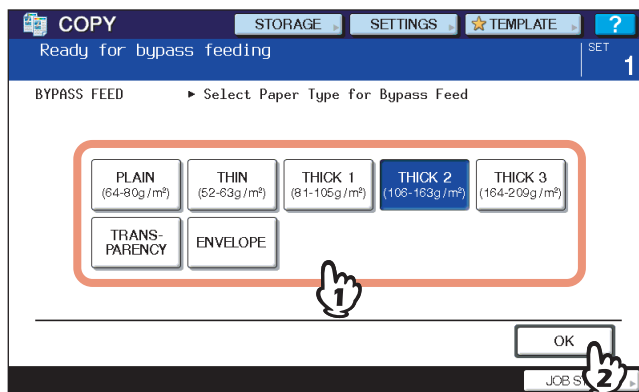 COPY STORAGE SETTINGS TEMPLATE ?
Ready for bypass feeding SET
1
BYPASS FEED ► Select Paper Type for Bypass Feed
PLAIN THIN THICK 1 THICK 2 THICK 3
(64-80g/m²) (52-63g/m²) (81-105g/m²) (106-163g/m²) (164-209g/m²)
TRANS-
PARENCY ENVELOPE
1
OK
2
JOB